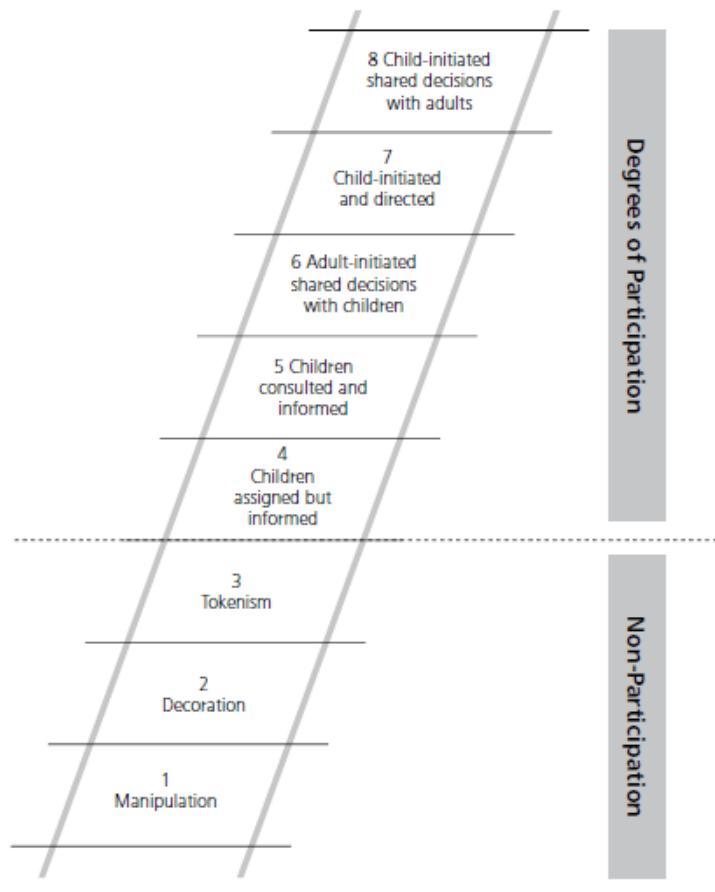 8 Child-initiated
shared decisions
with adults
7
Child-initiated
and directed
6 Adult-initiated
shared decisions
with children
5 Children
consulted and
informed
4
Children
assigned but
informed
3
Tokenism
2
Decoration
1
Manipulation
Degrees of Participation
Non-Participation